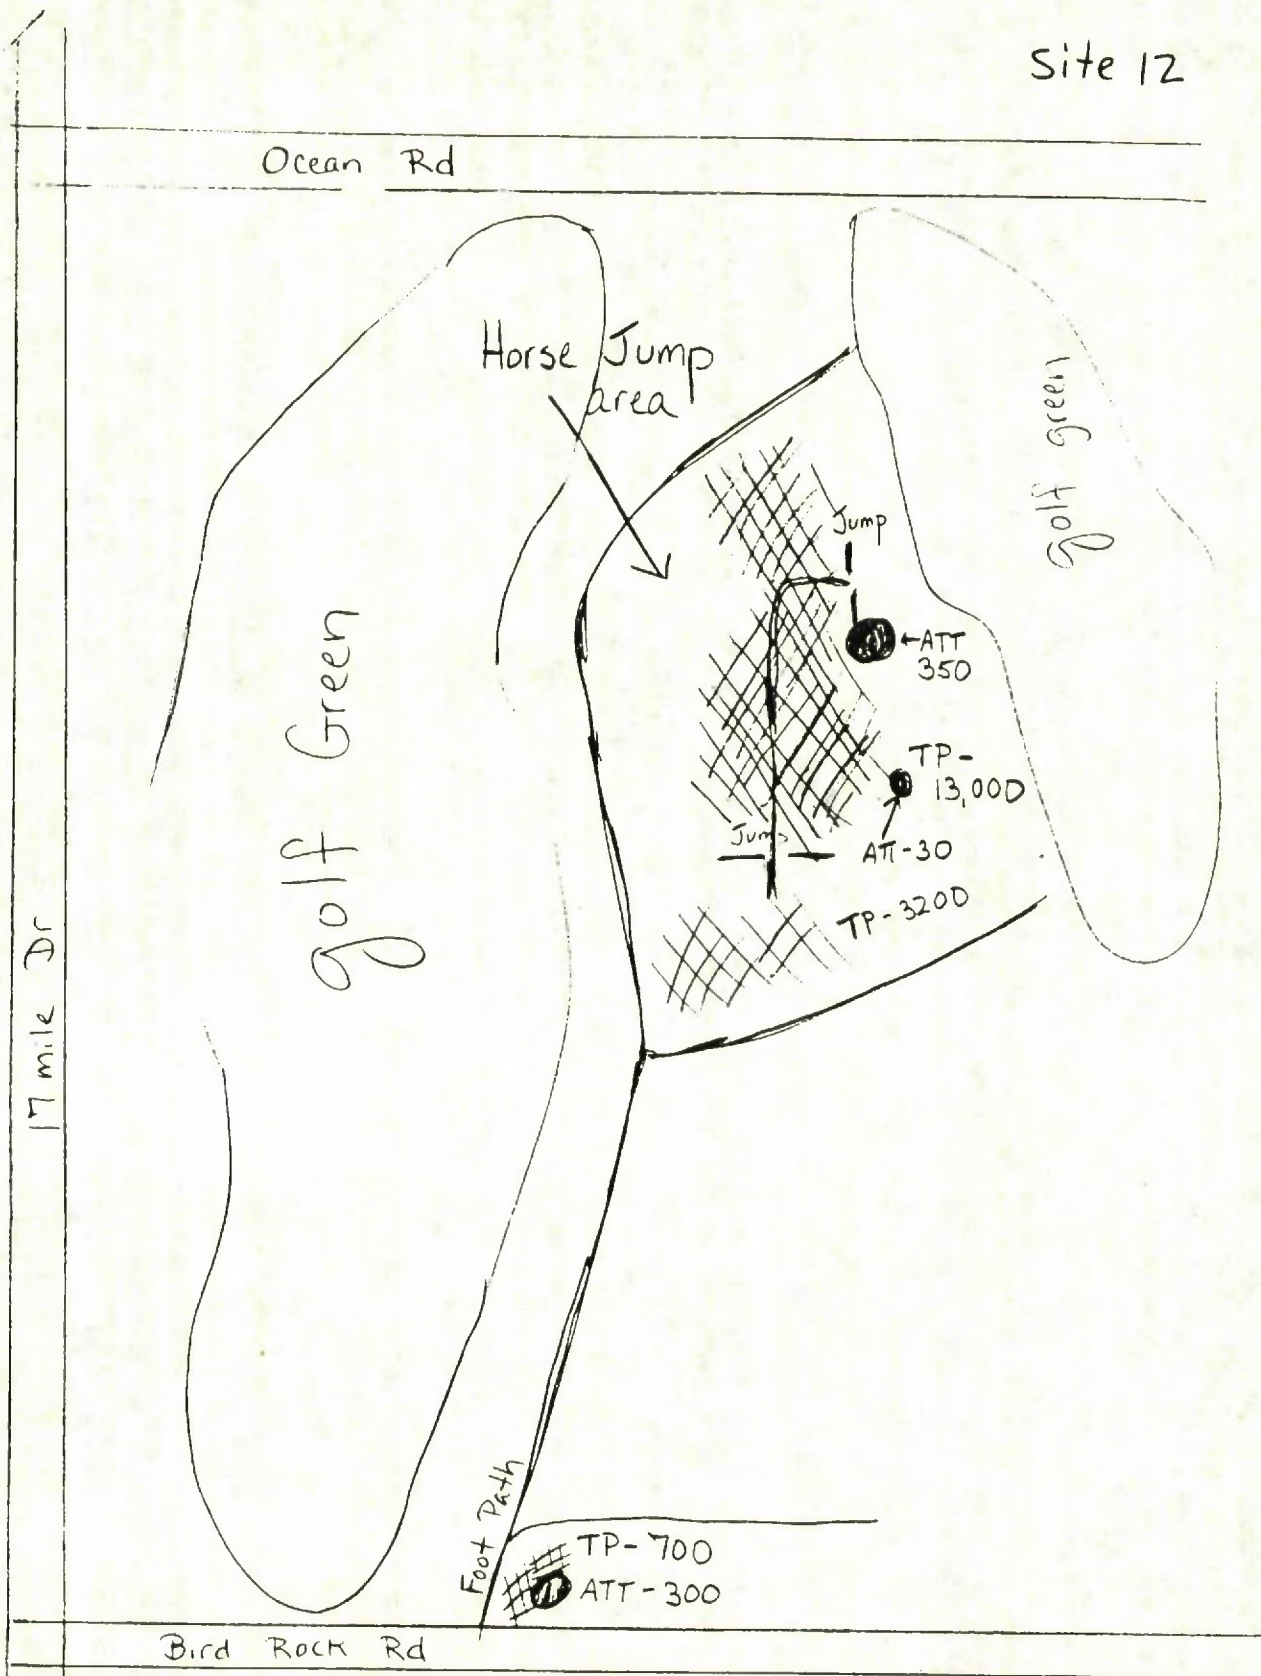 Site 12
Ocean Rd
Horse Jump
area
golf green
Jump
←ATT
350
golf Green
TP-
13,000
Jump
ATT-30
TP-3200
17 mile Dr
Foot Path
TP-700
ATT-300
Bird Rock Rd